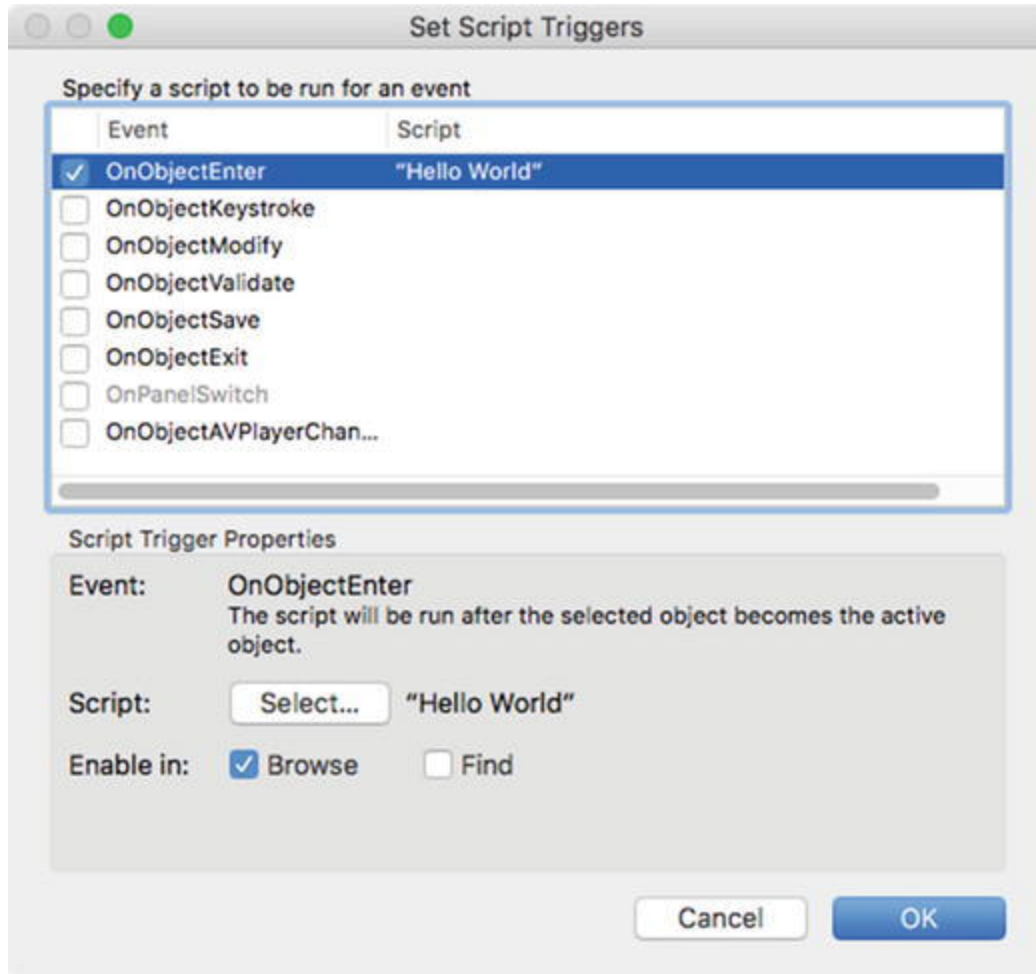 Set Script Triggers
Specify a script to be run for an event
Event Script
OnObjectEnter “Hello World”
OnObjectKeystroke
OnObjectModify
OnObjectValidate
OnObjectSave
OnObjectExit
OnPanelSwitch
OnObjectAVPlayerChan...
Script Trigger Properties
Event: OnObjectEnter
The script will be run after the selected object becomes the active
object.
Script: Select... “Hello World”
Enable in: Browse Find
Cancel OK